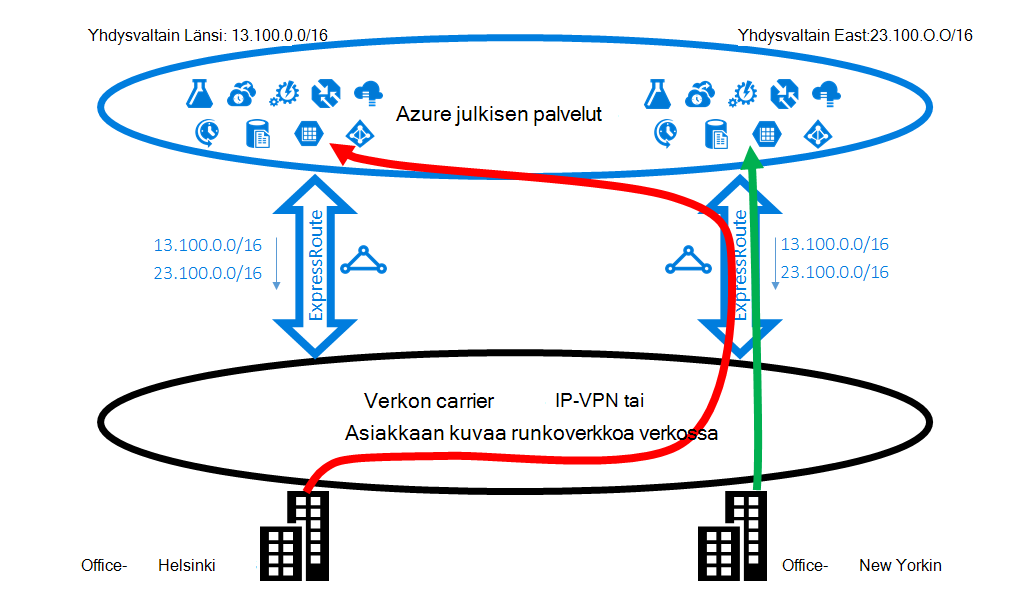 Yhdysvaltain Länsi: 13.100.0.0/16
Yhdysvaltain East:23.100.O.O/16
Azure julkisen palvelut
13.100.0.0/16
23.100.0.0/16
ExpressRoute
ExpressRoute
13.100.0.0/16
23.100.0.0/16
Verkon carrier IP-VPN tai
Asiakkaan kuvaa runkoverkkoa verkossa
Office- Helsinki
Office- New Yorkin